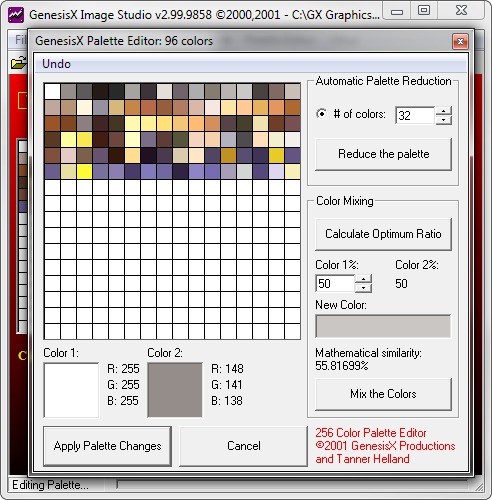 GenesisX Image Studio v2.99.9858 ©2000,2001 - C:\GX Graphics...
GenesisX Palette Editor: 96 colors
Undo
Automatic Palette Reduction
# of colors: 32
Reduce the palette
Color Mixing
Calculate Optimum Ratio
Color 1%: Color 2%:
50 50
New Color:
Mathematical similarity:
55.81699%
Mix the Colors
Color 1: Color 2:
R: 255 R: 148
G: 255 G: 141
B: 255 B: 138
Apply Palette Changes
Cancel
256 Color Palette Editor
©2001 GenesisX Productions
and Tanner Helland
Editing Palette...